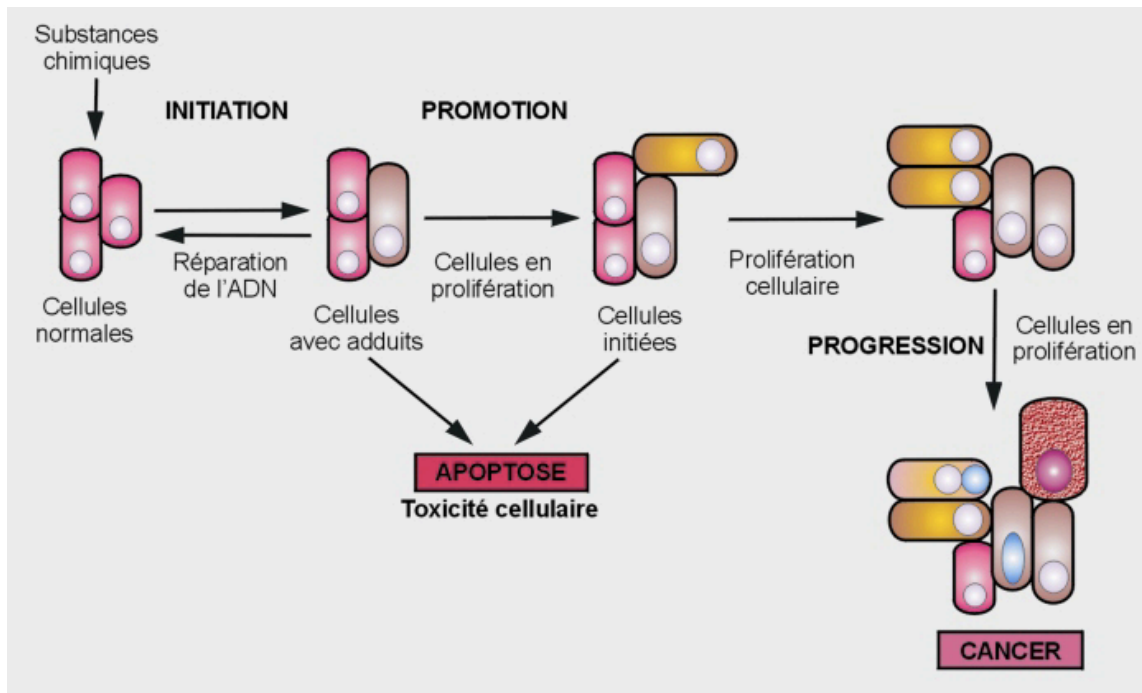 Substances
chimiques
INITIATION
PROMOTION
Réparation
de l'ADN
Cellules en
prolifération
Prolifération
cellulaire
Cellules
normales
Cellules
avec adduits
Cellules
initiées
PROGRESSION
Cellules en
prolifération
APOPTOSE
Toxicité cellulaire
CANCER